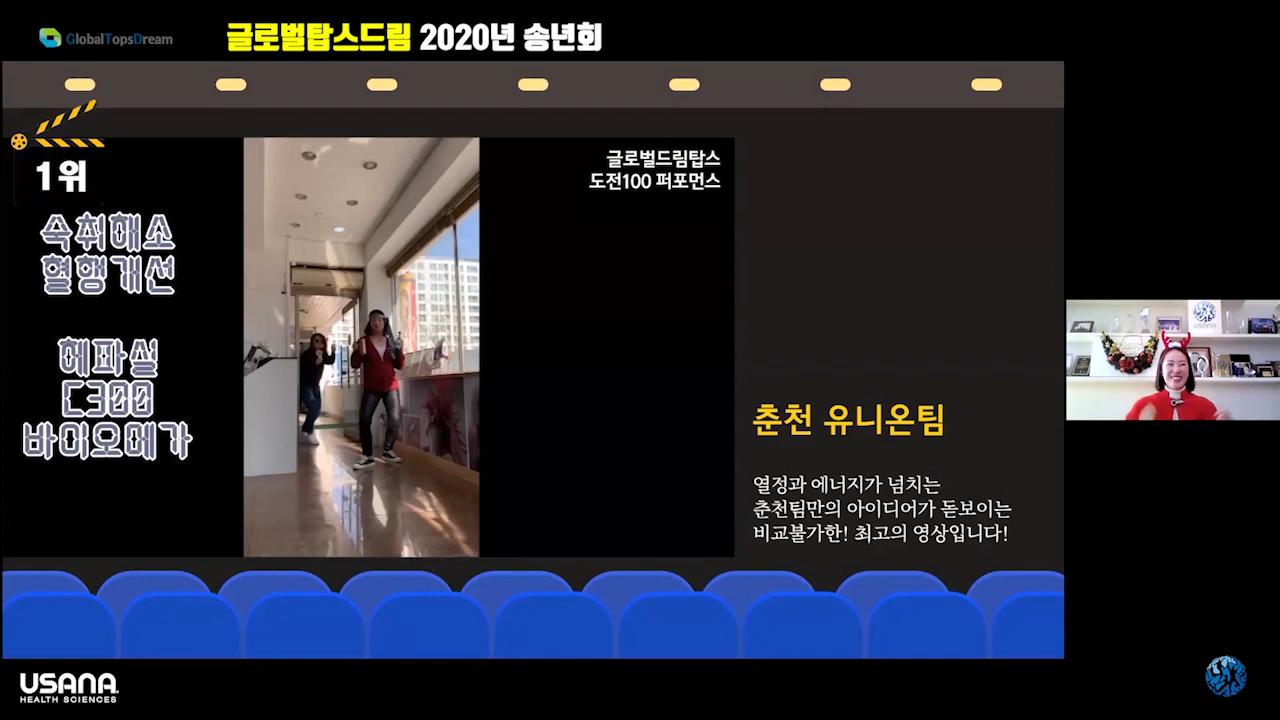 GlobalTopsDream
글로벌탑스드림 2020년 송년회
1위
숙취해소
혈행개선
헤파실
C300
바이오메가
글로벌드림탑스
도전100 퍼포먼스
춘천 유니온팀
열정과 에너지가 넘치는
춘천팀만의 아이디어가 돋보이는
비교불가한! 최고의 영상입니다!
USANA
USANA
HEALTH SCIENCES